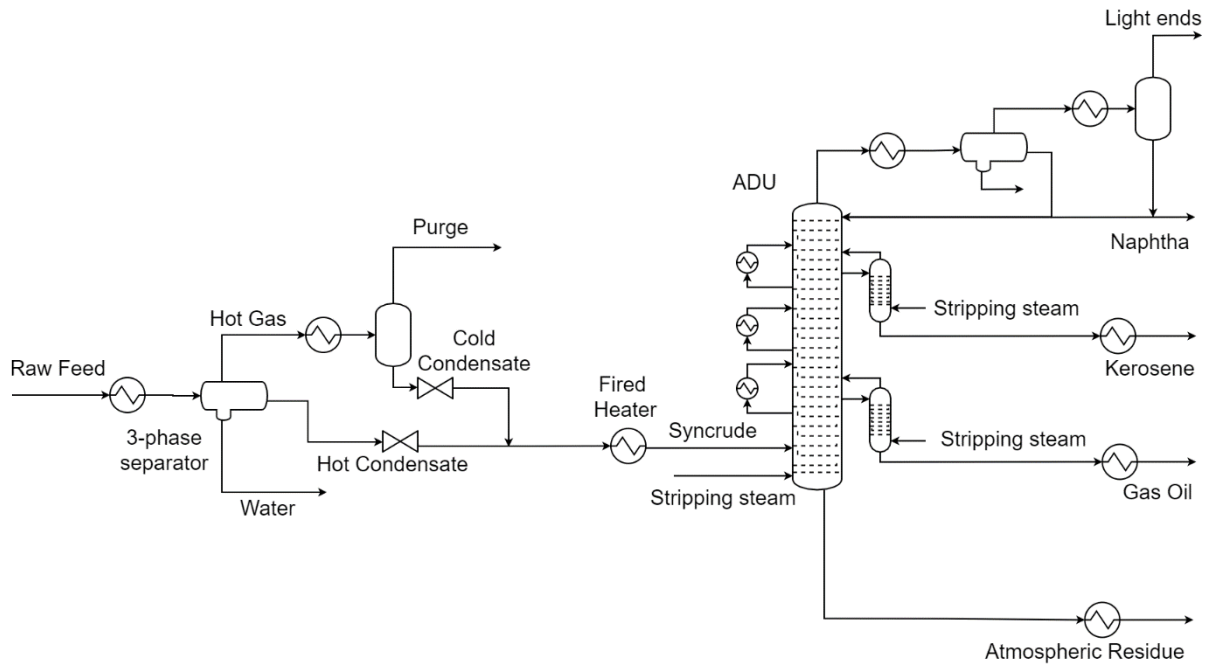 Light ends
ADU
Purge
Naphtha
Hot Gas
Stripping steam
Cold
Condensate
Raw Feed
Kerosene
Fired
Heater
3-phase
separator
Syncrude
Stripping steam
Hot Condensate
Stripping steam
Gas Oil
Water
Atmospheric Residue